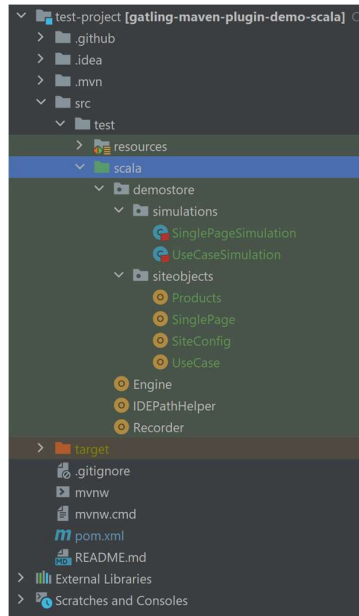 test-project [gatling-maven-plugin-demo-scala]
.github
.idea
.mvn
src
test
resources
scala
demostore
simulations
SinglePageSimulation
UseCaseSimulation
siteobjects
Products
SinglePage
SiteConfig
UseCase
Engine
IDEPathHelper
Recorder
target
.gitignore
mvnw
mvnw.cmd
pom.xml
README.md
External Libraries
Scratches and Consoles